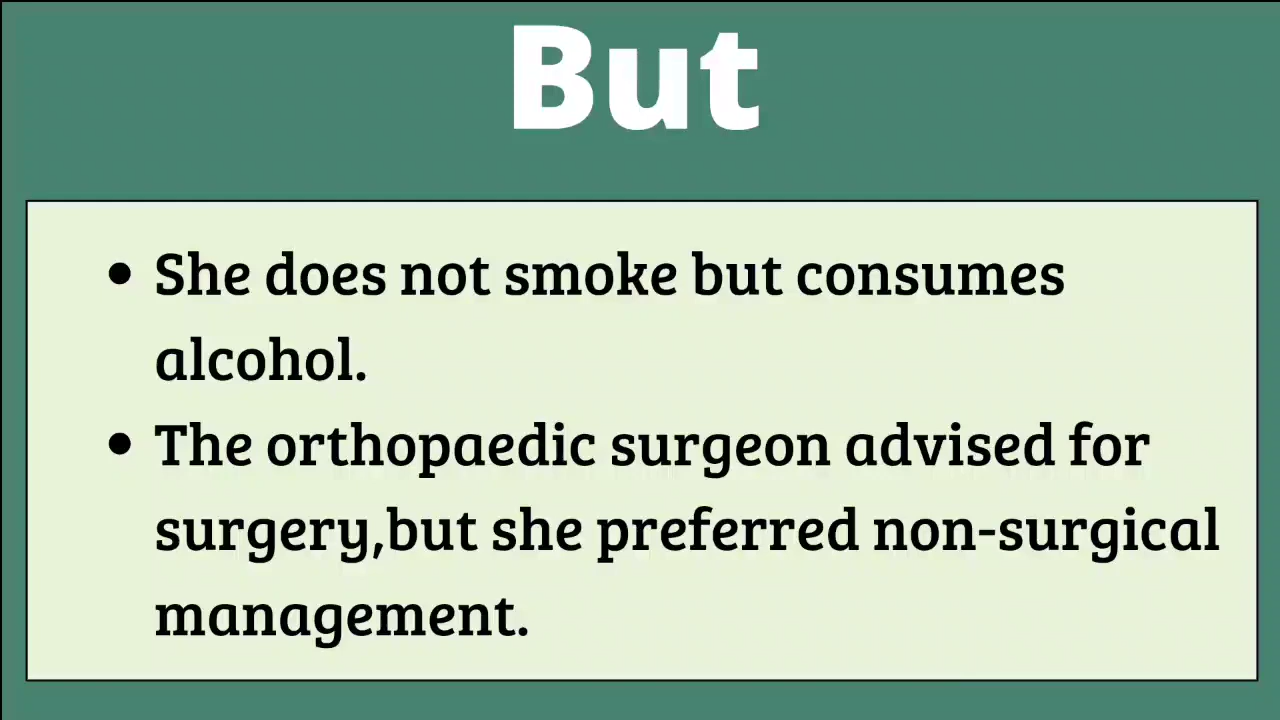 But
• She does not smoke but consumes
alcohol.
• The orthopaedic surgeon advised for
surgery,but she preferred non-surgical
management.